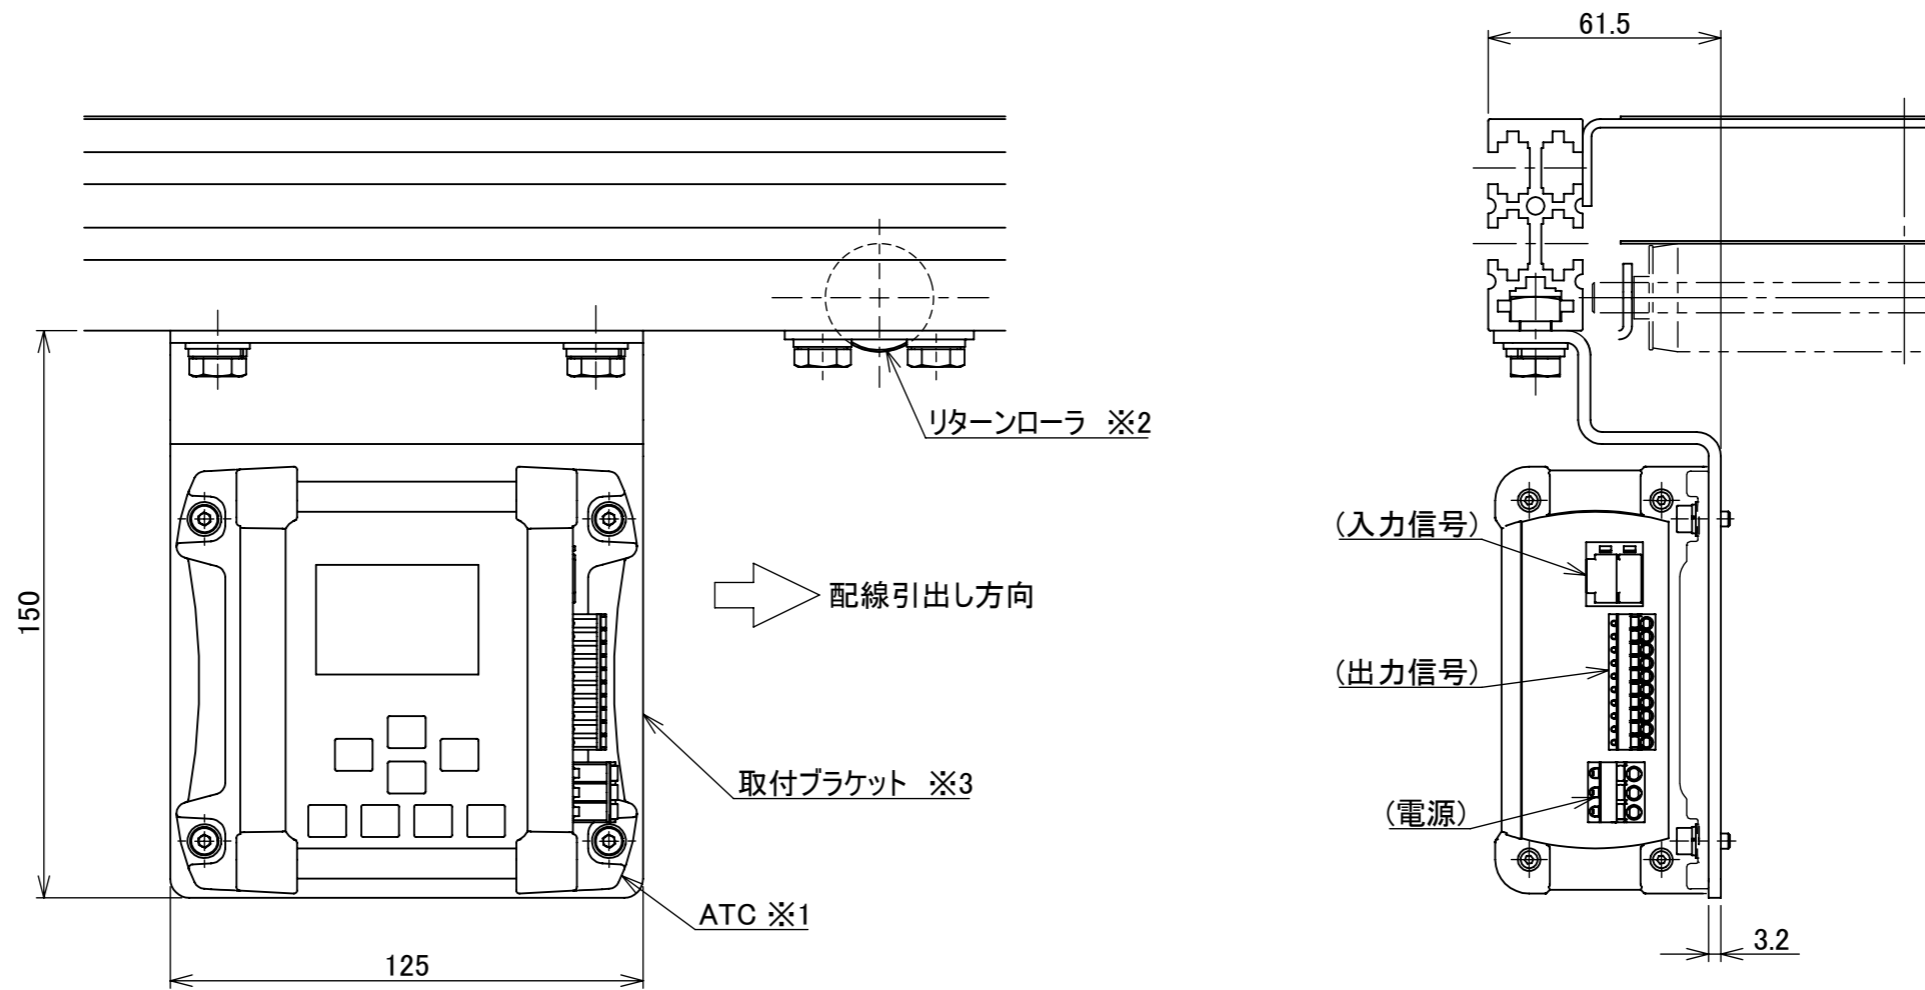 61.5
リターンローラ ※2
(入力信号)
配線引出し方向
150
(出力信号)
取付ブラケット ※3
(電源)
ATC ※1
3.2
125